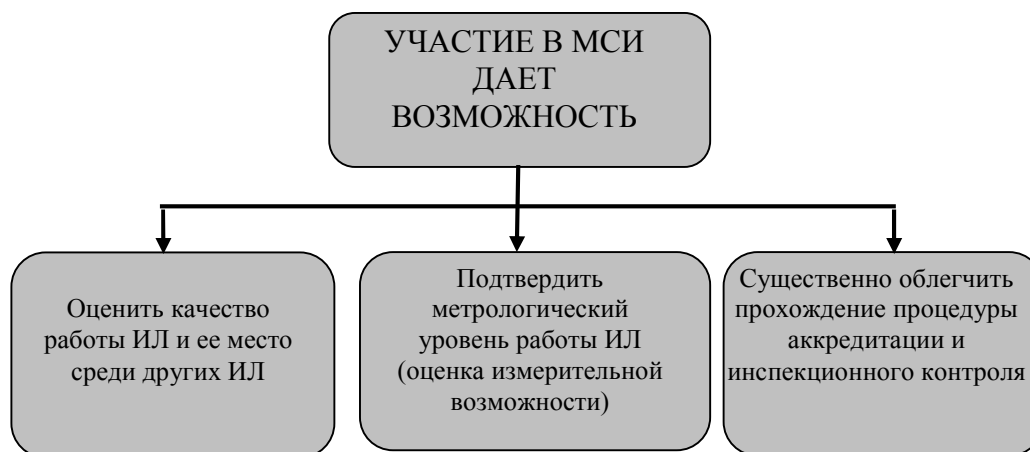 УЧАСТИЕ В МСИ
ДАЕТ
ВОЗМОЖНОСТЬ
Оценить качество
работы ИЛ и ее место
среди других ИЛ
Подтвердить
метрологический
уровень работы ИЛ
(оценка измерительной
возможности)
Существенно облегчить
прохождение процедуры
аккредитации и
инспекционного контроля